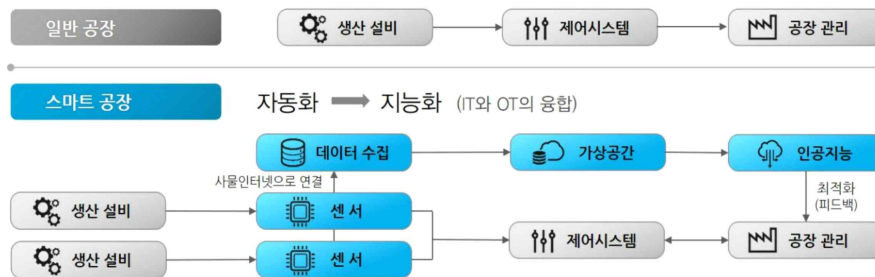 일반 공장
생산 설비
제어시스템
공장 관리
스마트 공장
자동화 지능화 (IT와 OT의 융합)
데이터 수집
가상공간
인공지능
사물인터넷으로 연결
최적화
(피드백)
생산 설비
센 서
제어시스템
공장 관리
생산 설비
센 서